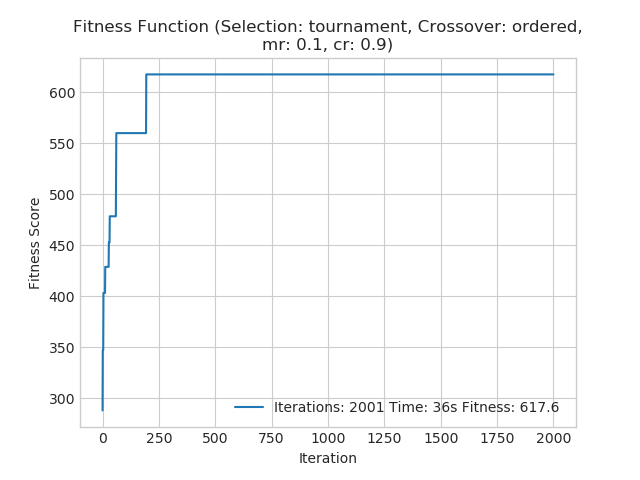 Fitness Function (Selection: tournament, Crossover: ordered,
mr: 0.1, cr: 0.9)
600
550
500
450
400
350
300
Fitness Score
Iterations: 2001 Time: 36s Fitness: 617.6
0 250 500 750 1000 1250 1500 1750 2000
Iteration